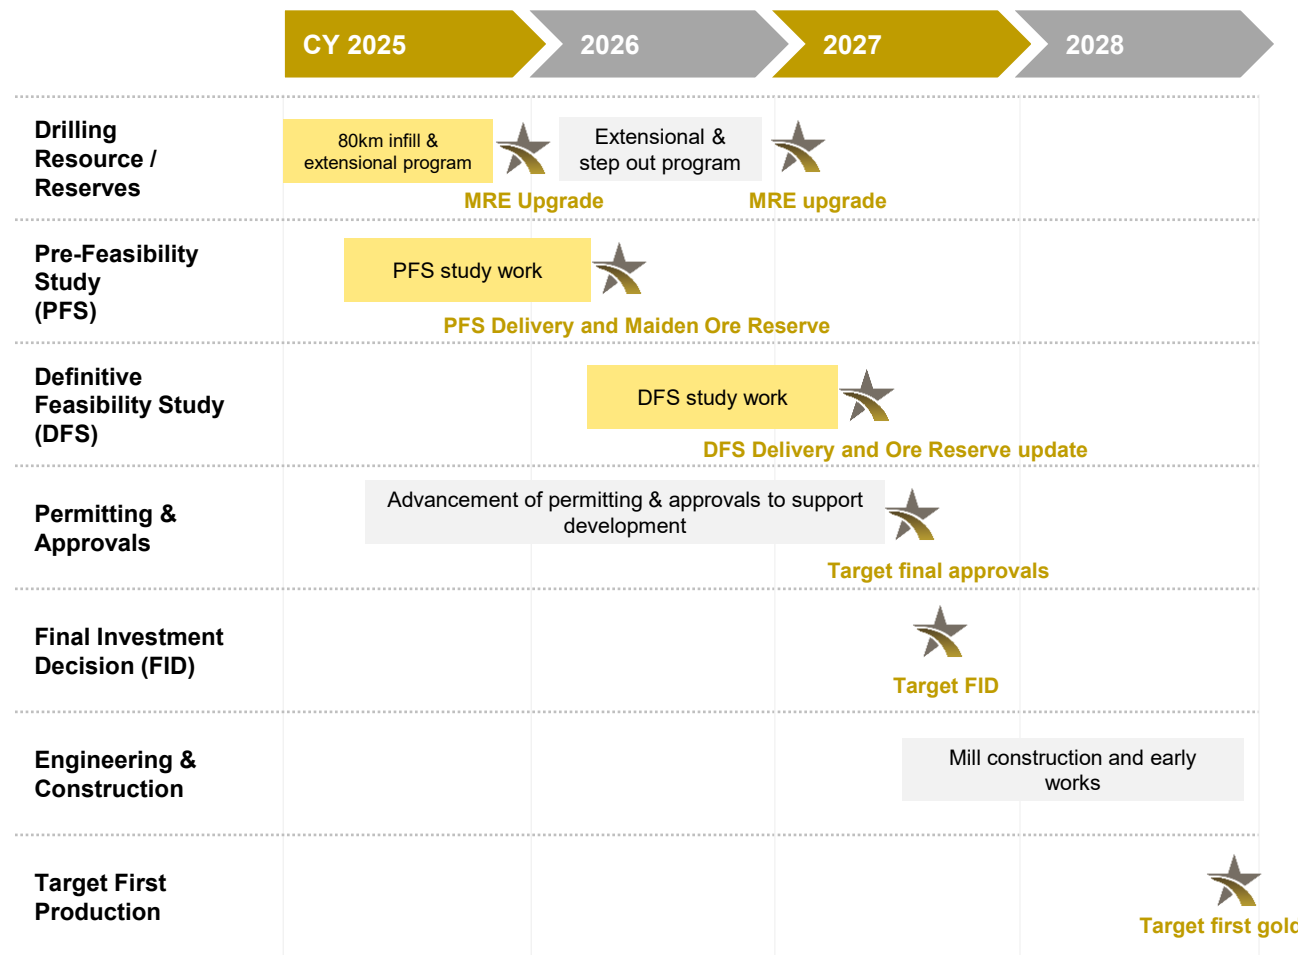 CY 2025
2026
2027
2028
Drilling
Resource /
Reserves
80km infill &
extensional program
MRE Upgrade
Extensional &
step out program
MRE upgrade
Pre-Feasibility
Study
(PFS)
PFS study work
PFS Delivery and Maiden Ore Reserve
Definitive
Feasibility Study
(DFS)
DFS study work
DFS Delivery and Ore Reserve update
Permitting &
Approvals
Advancement of permitting & approvals to support
development
Target final approvals
Final Investment
Decision (FID)
Target FID
Engineering &
Construction
Mill construction and early
works
Target First
Production
Target first gold